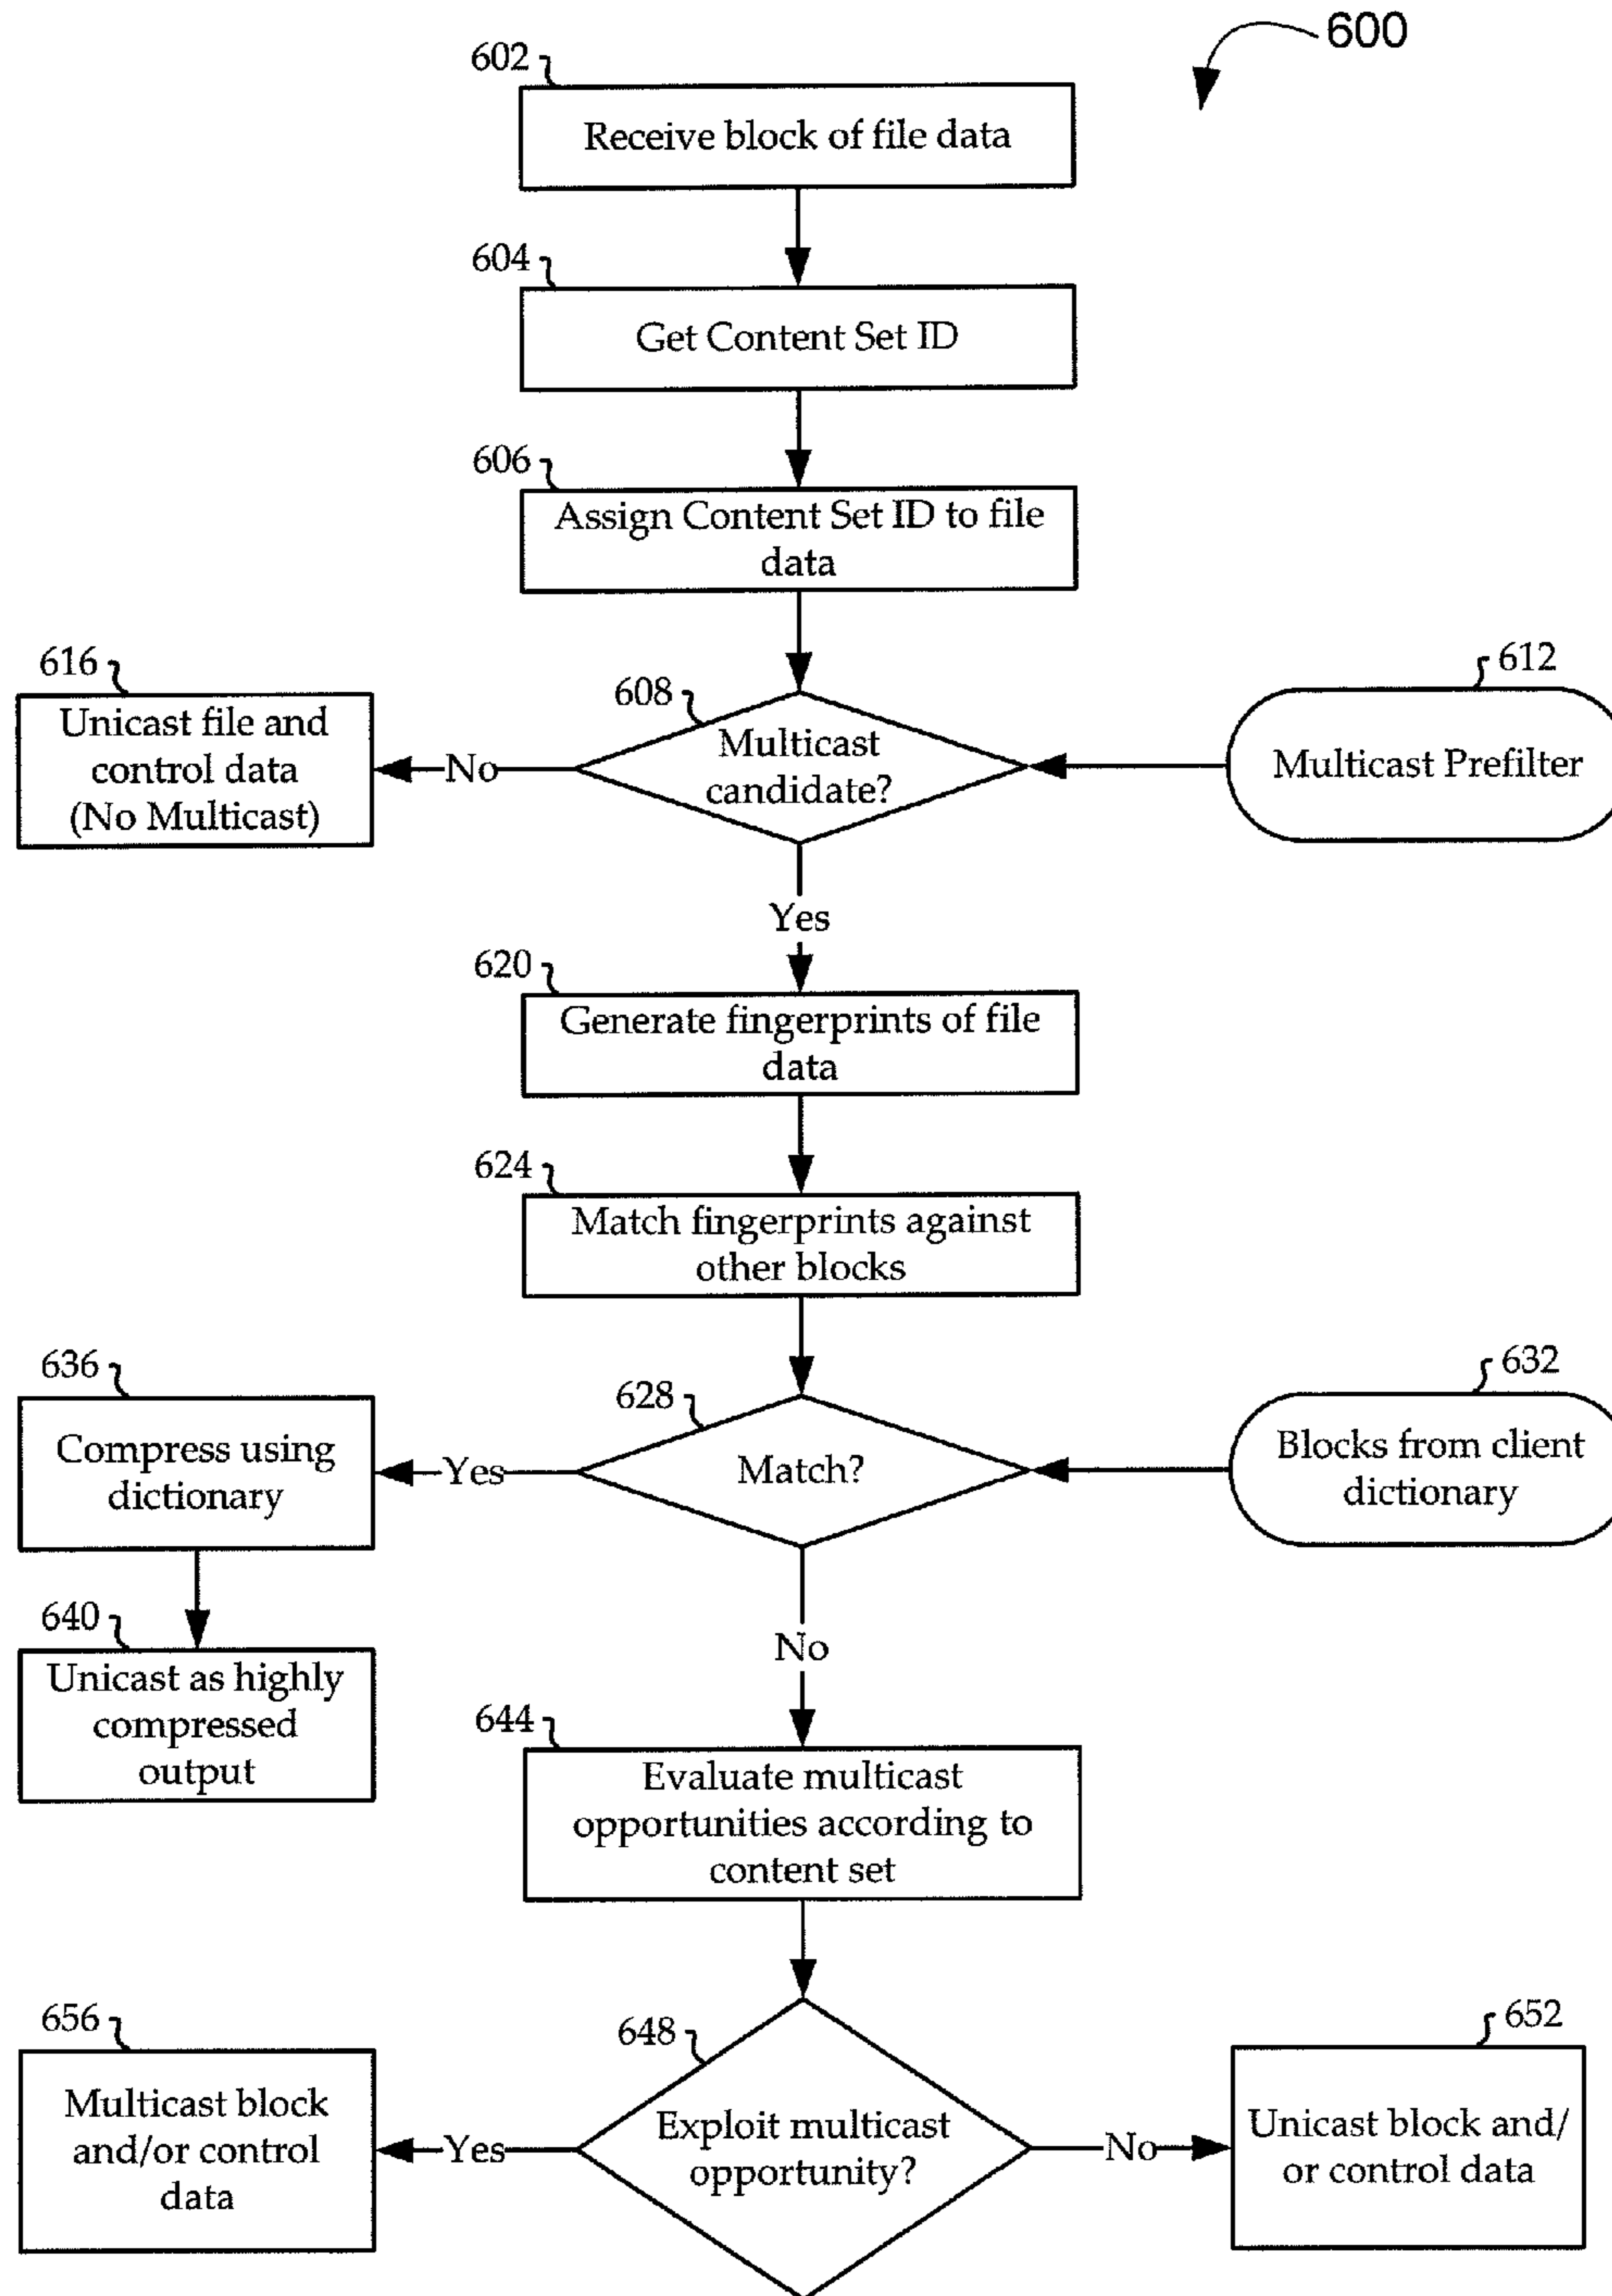 600
602
Receive block of file data
604
Get Content Set ID
606
Assign Content Set ID to file
data
616
Unicast file and
control data
(No Multicast)
No
608
Multicast
candidate?
612
Multicast Prefilter
Yes
620
Generate fingerprints of file
data
624
Match fingerprints against
other blocks
636
Compress using
dictionary
Yes
628
Match?
632
Blocks from client
dictionary
640
Unicast as highly
compressed
output
No
644
Evaluate multicast
opportunities according to
content set
656
Multicast block
and/or control
data
Yes
648
Exploit multicast
opportunity?
No
652
Unicast block and/
or control data